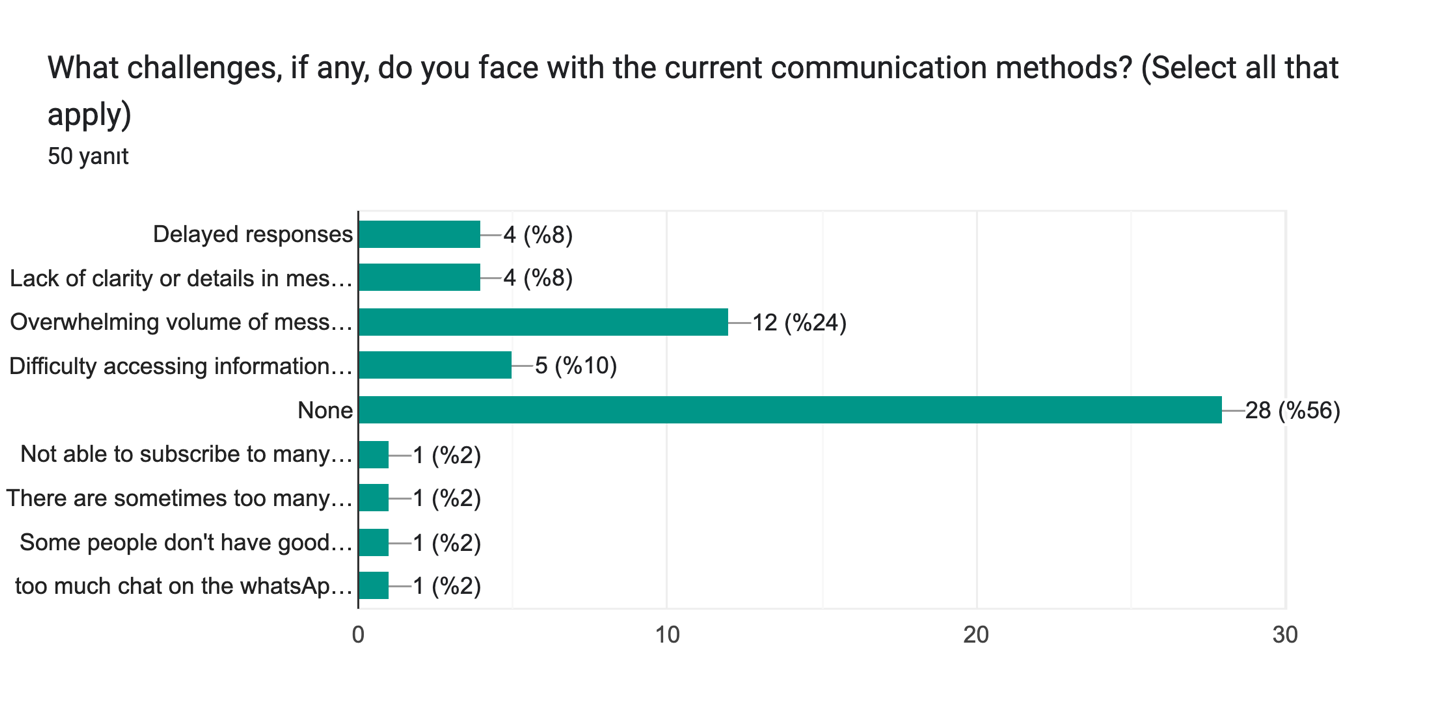 What challenges, if any, do you face with the current communication methods? (Select all that
apply)
50 yanıt
Delayed responses 4 (%8)
Lack of clarity or details in mes… 4 (%8)
Overwhelming volume of mess… 12 (%24)
Difficulty accessing information… 5 (%10)
None 28 (%56)
Not able to subscribe to many… 1 (%2)
There are sometimes too many… 1 (%2)
Some people don't have good… 1 (%2)
too much chat on the whatsAp… 1 (%2)
0 10 20 30